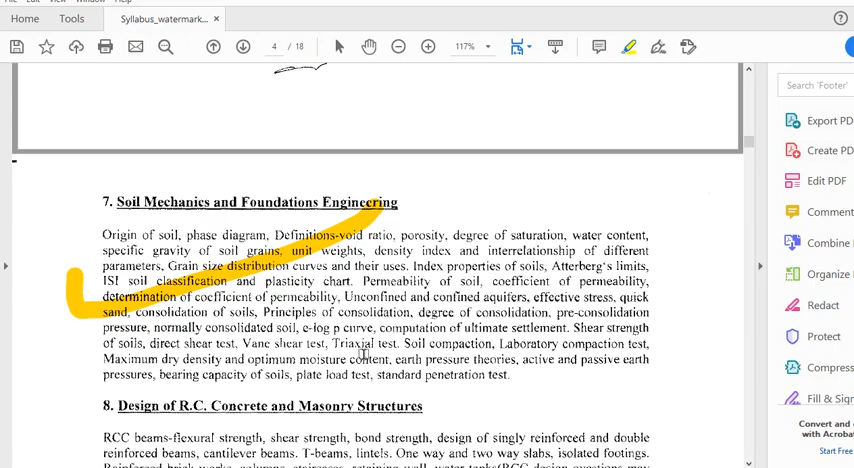 Home Tools Syllabus_watermark... ×
4 / 18 117%
Search 'Footer'
Export PD
Create PD
Edit PDF
Comment
Combine
Organize
Redact
Protect
Compress
Fill & Sign
Convert and
with Acroba
Start Free
7. Soil Mechanics and Foundations Engineering
Origin of soil, phase diagram, Definitions-void ratio, porosity, degree of saturation, water content,
specific gravity of soil grains, unit weights, density index and interrelationship of different
parameters, Grain size distribution curves and their uses. Index properties of soils, Atterberg's limits,
ISI soil classification and plasticity chart. Permeability of soil, coefficient of permeability,
determination of coefficient of permeability, Unconfined and confined aquifers, effective stress, quick
sand, consolidation of soils, Principles of consolidation, degree of consolidation, pre-consolidation
pressure, normally consolidated soil, e-log p curve, computation of ultimate settlement. Shear strength
of soils, direct shear test, Vane shear test, Triaxial test. Soil compaction, Laboratory compaction test,
Maximum dry density and optimum moisture content, earth pressure theories, active and passive earth
pressures, bearing capacity of soils, plate load test, standard penetration test.
8. Design of R.C. Concrete and Masonry Structures
RCC beams-flexural strength, shear strength, bond strength, design of singly reinforced and double
reinforced beams, cantilever beams. T-beams, lintels. One way and two way slabs, isolated footings.